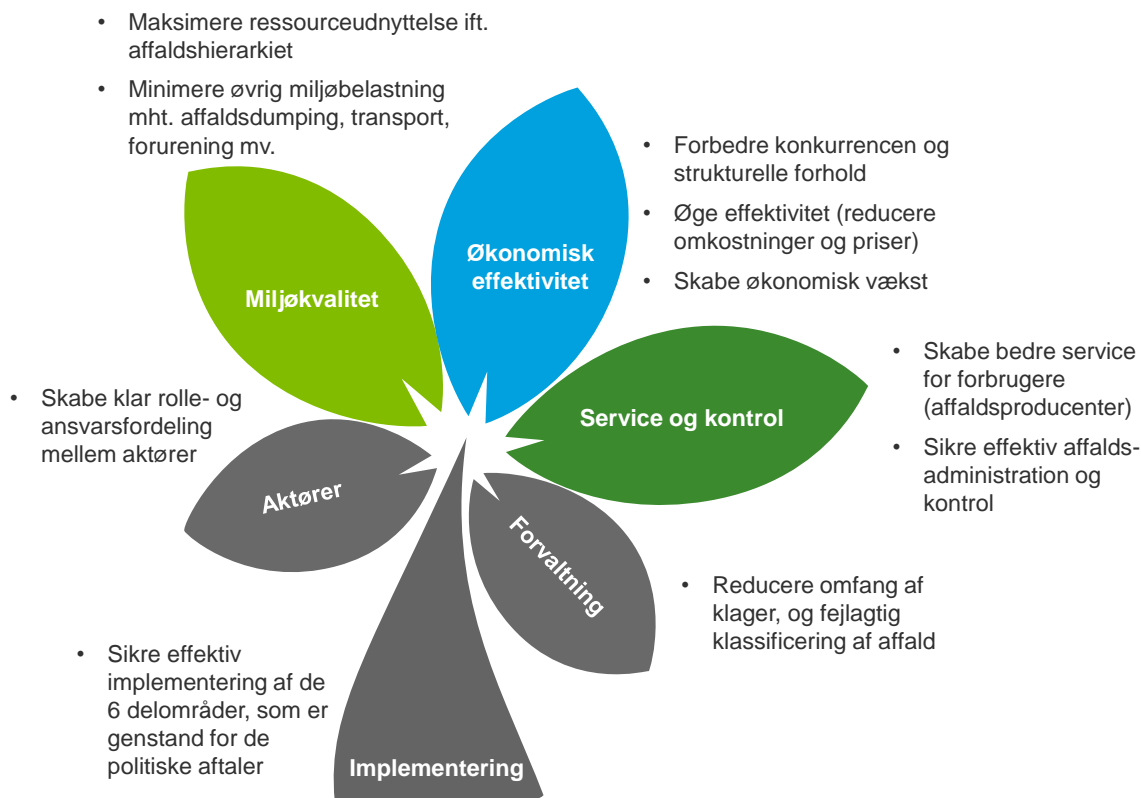 • Maksimere ressourceudnyttelse ift.
affaldshierarkiet
• Minimere øvrig miljøbelastning
mht. affaldsdumping, transport,
forurening mv.
• Forbedre konkurrencen og
strukturelle forhold
• Øge effektivitet (reducere
omkostninger og priser)
• Skabe økonomisk vækst
Økonomisk
effektivitet
Miljøkvalitet
• Skabe bedre service
for forbrugere
(affaldsproducenter)
• Sikre effektiv affalds-
administration og
kontrol
Service og kontrol
• Skabe klar rolle- og
ansvarsfordeling
mellem aktører
Aktører
Forvaltning
• Reducere omfang af
klager, og fejlagtig
klassificering af affald
• Sikre effektiv
implementering af de
6 delområder, som er
genstand for de
politiske aftaler
Implementering